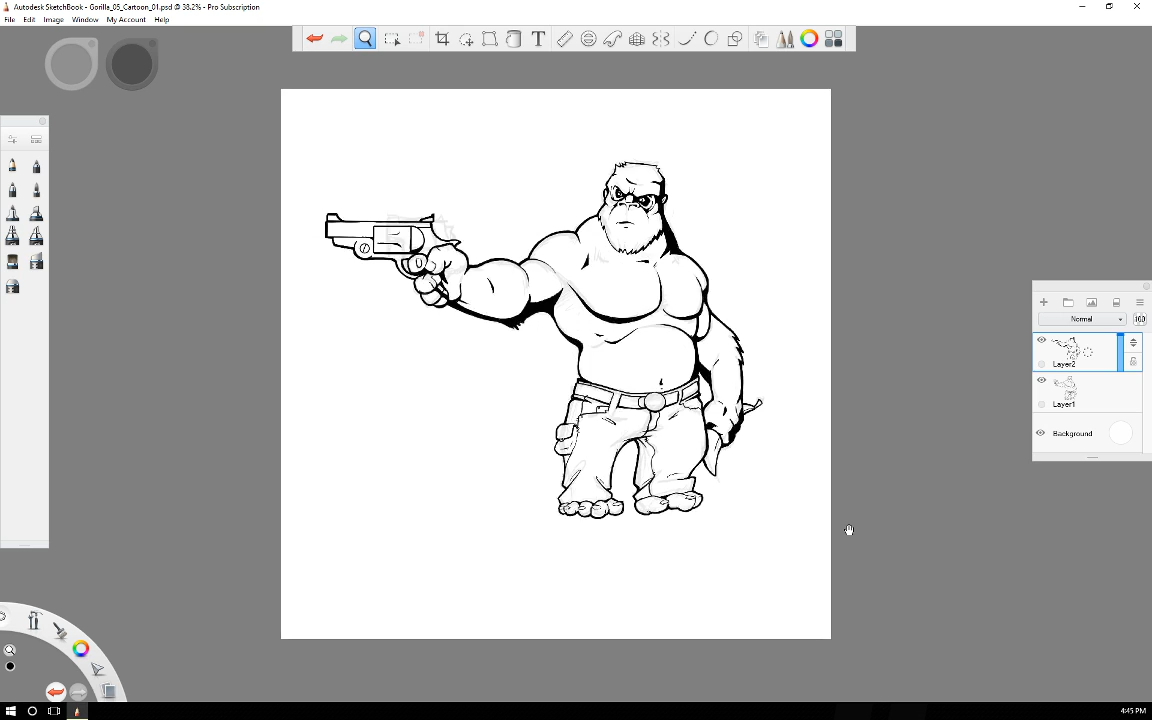 Autodesk SketchBook - Gorilla_05_Cartoon_01.psd @ 38.2% - Pro Subscription
File Edit Image Window My Account Help
T
Normal 100
Layer2
Layer1
Background
4:45 PM